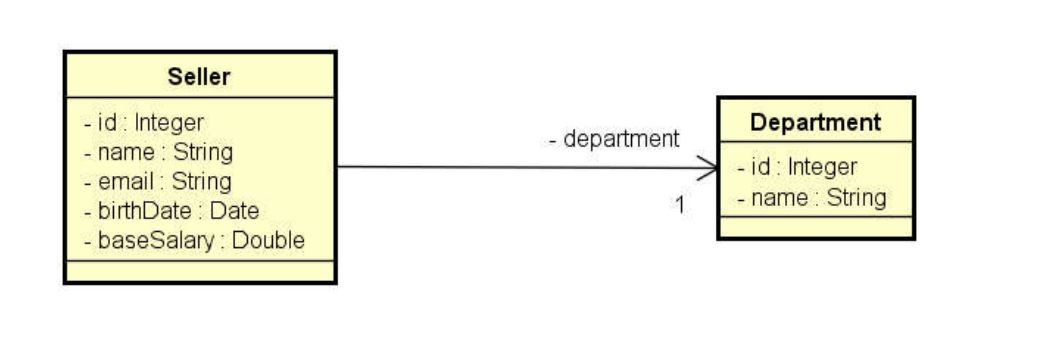 Seller
- id : Integer
- name : String
- email : String
- birthDate : Date
- baseSalary : Double
- department
1
Department
- id : Integer
- name : String